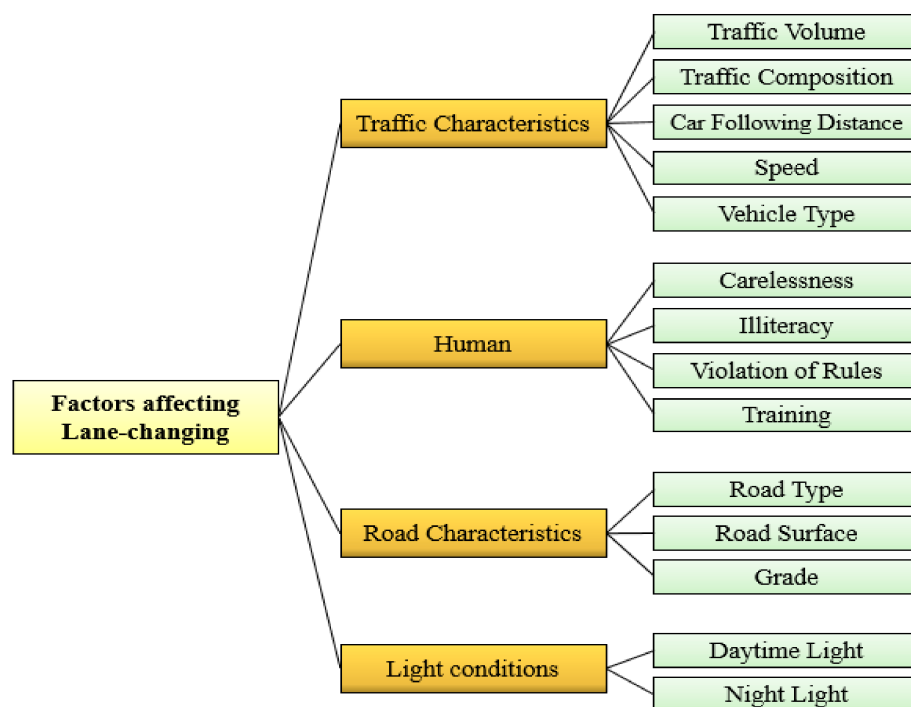 Factors affecting
Lane-changing
Traffic Characteristics
Traffic Volume
Traffic Composition
Car Following Distance
Speed
Vehicle Type
Human
Carelessness
Illiteracy
Violation of Rules
Training
Road Characteristics
Road Type
Road Surface
Grade
Light conditions
Daytime Light
Night Light